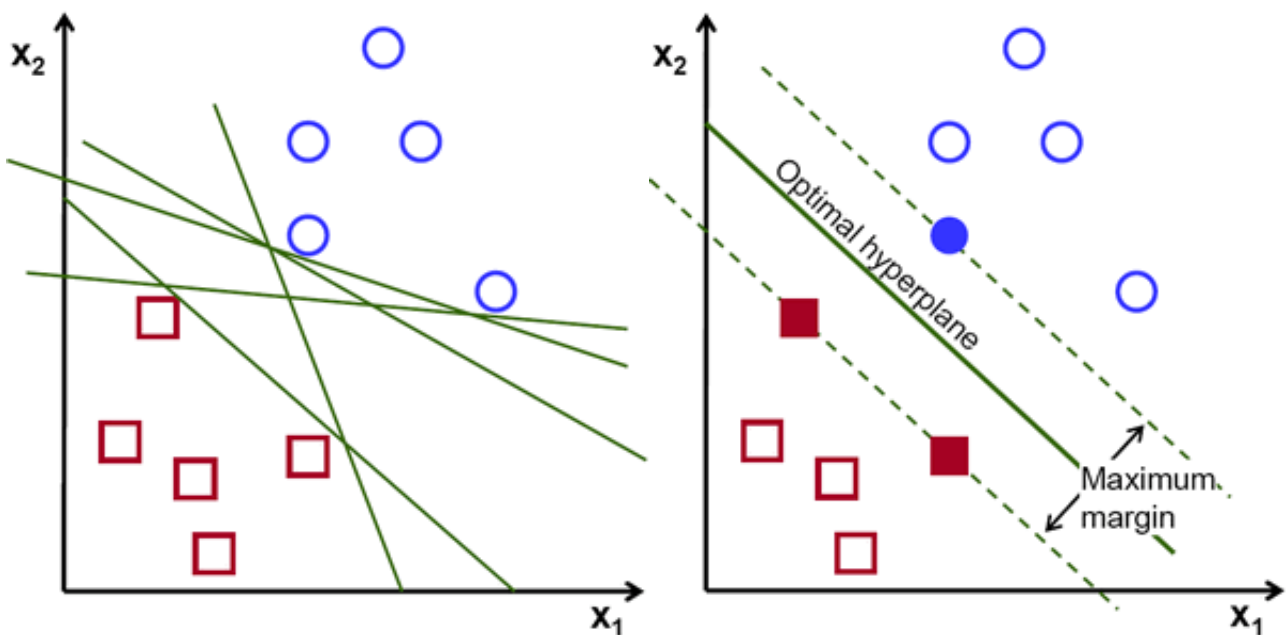 x₂
x₁
x₂
Optimal hyperplane
Maximum
margin
x₁